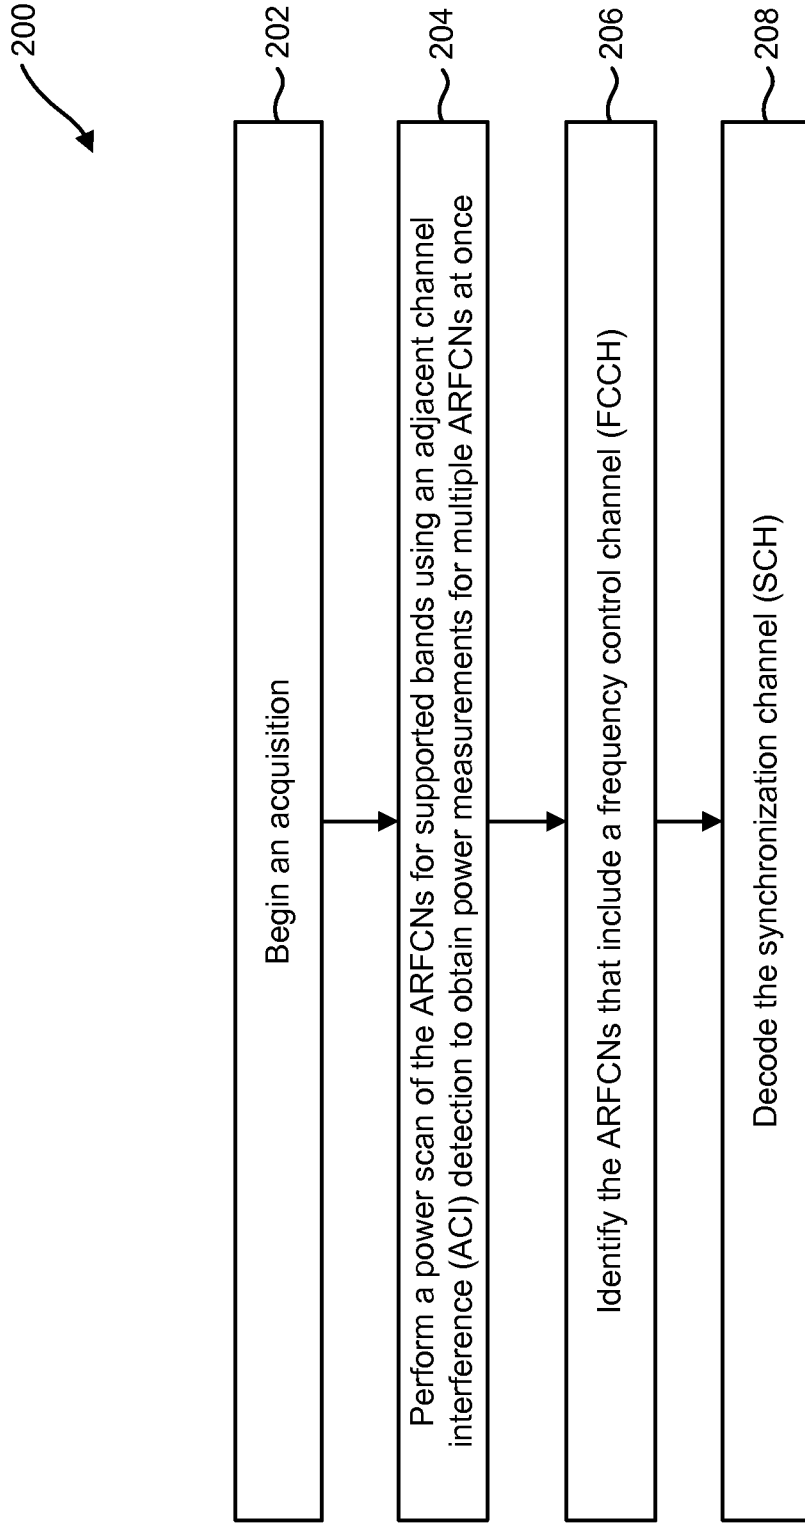 200
Begin an acquisition
202
Perform a power scan of the ARFCNs for supported bands using an adjacent channel
interference (ACI) detection to obtain power measurements for multiple ARFCNs at once
204
Identify the ARFCNs that include a frequency control channel (FCCH)
206
Decode the synchronization channel (SCH)
208